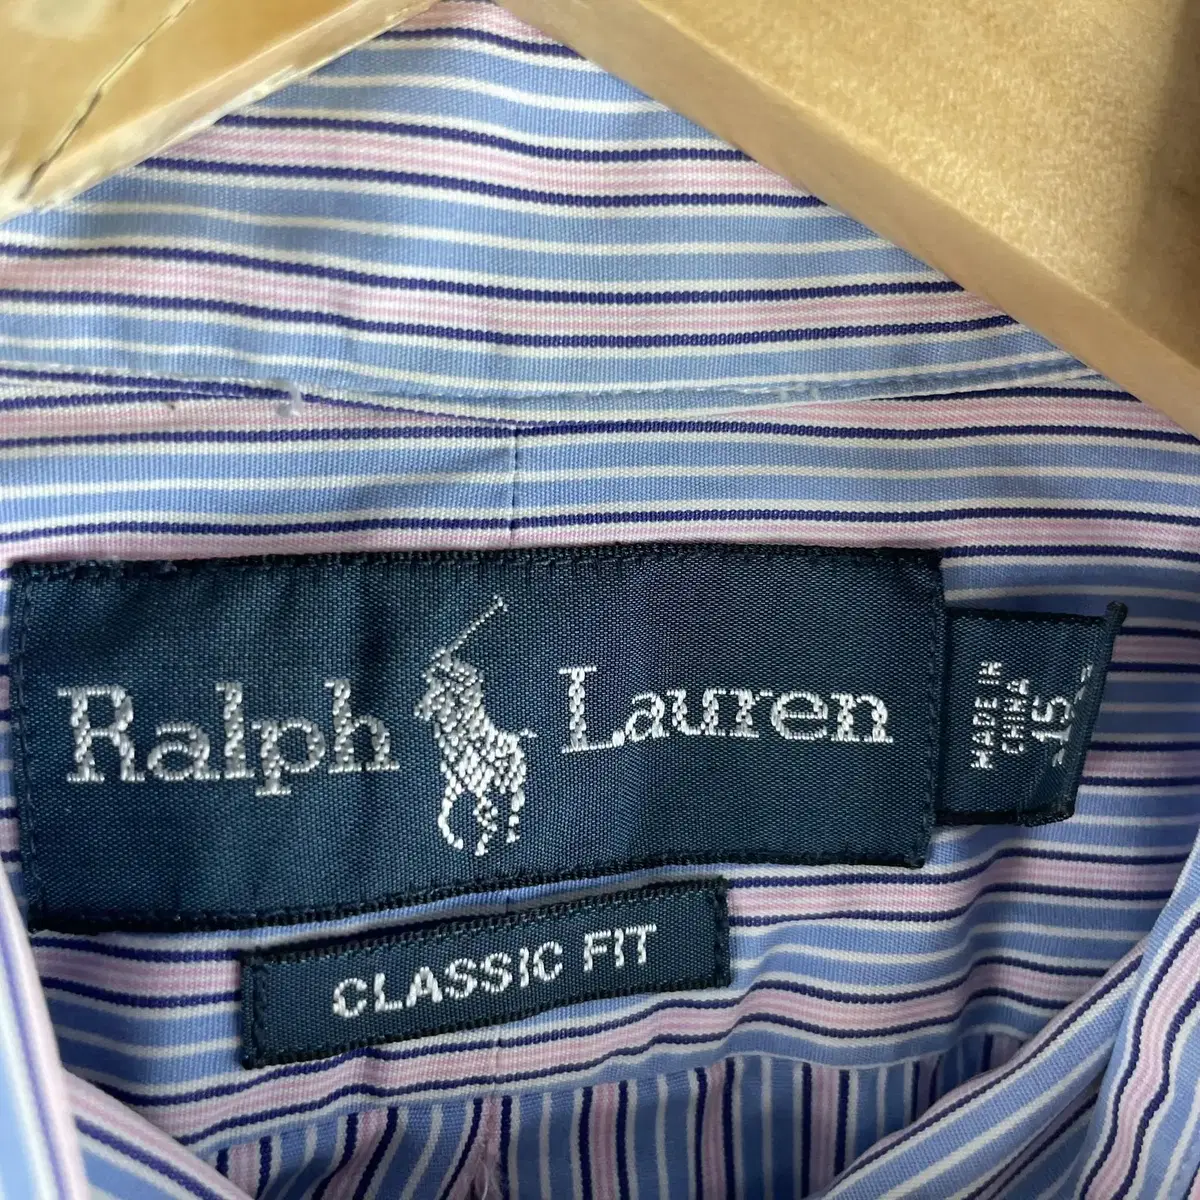 Ralph Lauren
CLASSIC FIT
MADE IN
CHINA
15